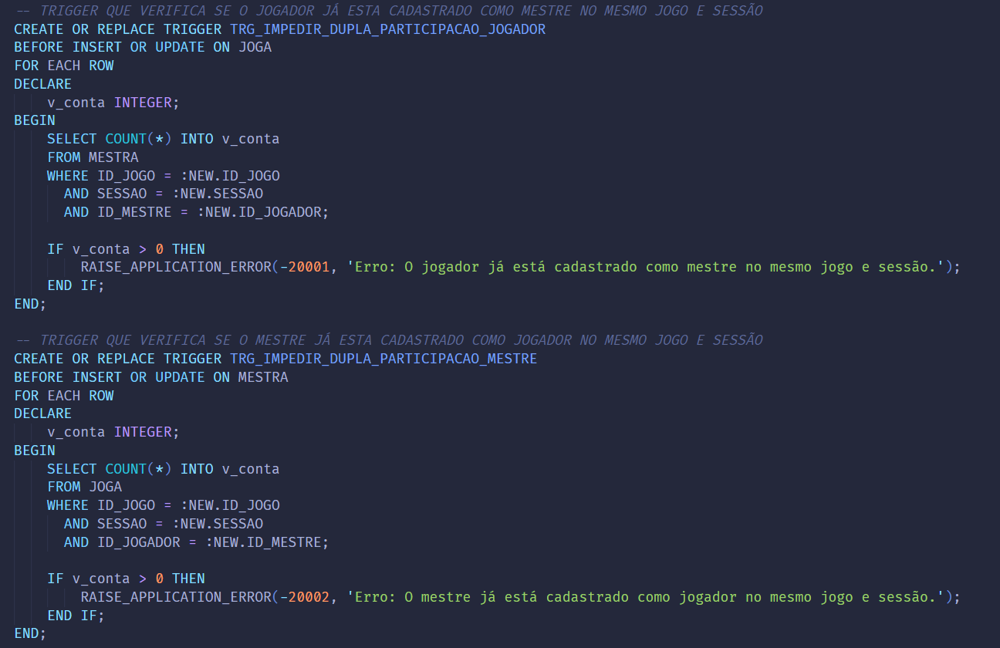 -- TRIGGER QUE VERIFICA SE O JOGADOR JÁ ESTA CADASTRADO COMO MESTRE NO MESMO JOGO E SESSÃO
CREATE OR REPLACE TRIGGER TRG_IMPEDIR_DUPLA_PARTICIPACAO_JOGADOR
BEFORE INSERT OR UPDATE ON JOGA
FOR EACH ROW
DECLARE
    v_conta INTEGER;
BEGIN
    SELECT COUNT(*) INTO v_conta
    FROM MESTRA
    WHERE ID_JOGO = :NEW.ID_JOGO
      AND SESSAO = :NEW.SESSAO
      AND ID_MESTRE = :NEW.ID_JOGADOR;

    IF v_conta > 0 THEN
        RAISE_APPLICATION_ERROR(-20001, 'Erro: O jogador já está cadastrado como mestre no mesmo jogo e sessão.');
    END IF;
END;

-- TRIGGER QUE VERIFICA SE O MESTRE JÁ ESTA CADASTRADO COMO JOGADOR NO MESMO JOGO E SESSÃO
CREATE OR REPLACE TRIGGER TRG_IMPEDIR_DUPLA_PARTICIPACAO_MESTRE
BEFORE INSERT OR UPDATE ON MESTRA
FOR EACH ROW
DECLARE
    v_conta INTEGER;
BEGIN
    SELECT COUNT(*) INTO v_conta
    FROM JOGA
    WHERE ID_JOGO = :NEW.ID_JOGO
      AND SESSAO = :NEW.SESSAO
      AND ID_JOGADOR = :NEW.ID_MESTRE;

    IF v_conta > 0 THEN
        RAISE_APPLICATION_ERROR(-20002, 'Erro: O mestre já está cadastrado como jogador no mesmo jogo e sessão.');
    END IF;
END;